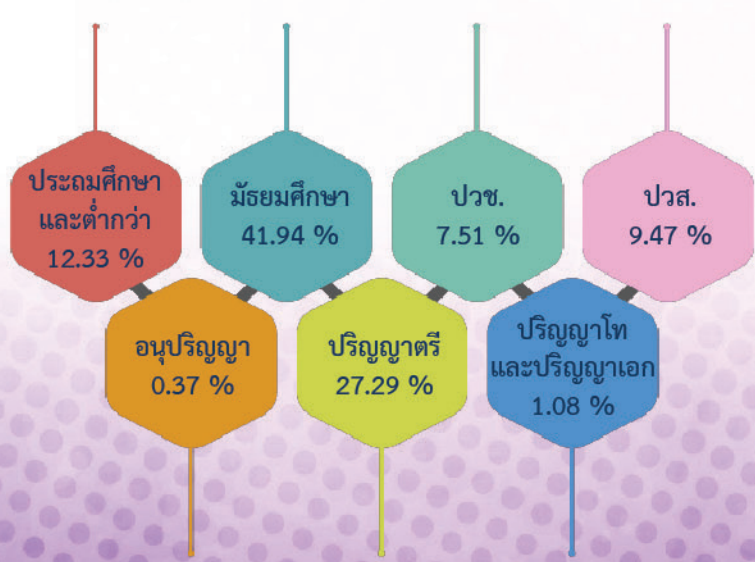 ประถมศึกษา
และต่ำกว่า
12.33 %
มัธยมศึกษา
41.94 %
ปวช.
7.51 %
ปวส.
9.47 %
อนุปริญญา
0.37 %
ปริญญาตรี
27.29 %
ปริญญาโท
และปริญญาเอก
1.08 %